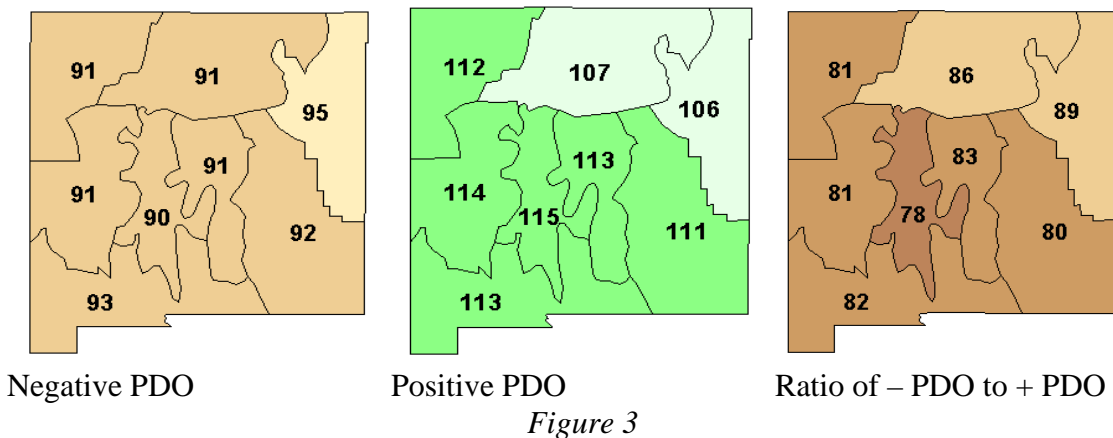 91 91 95 91 91 90 92 93
112 107 106 113 114 115 111 113
81 86 89 83 81 78 80 82
Negative PDO Positive PDO Ratio of – PDO to + PDO
Figure 3